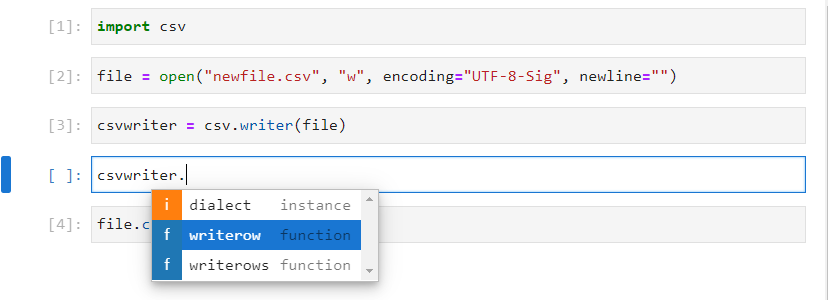 [1]: import csv
[2]: file = open("newfile.csv", "w", encoding="UTF-8-Sig", newline="")
[3]: csvwriter = csv.writer(file)
[ ]: csvwriter.
i dialect instance
f writerow function
f writerows function
[4]: file.c